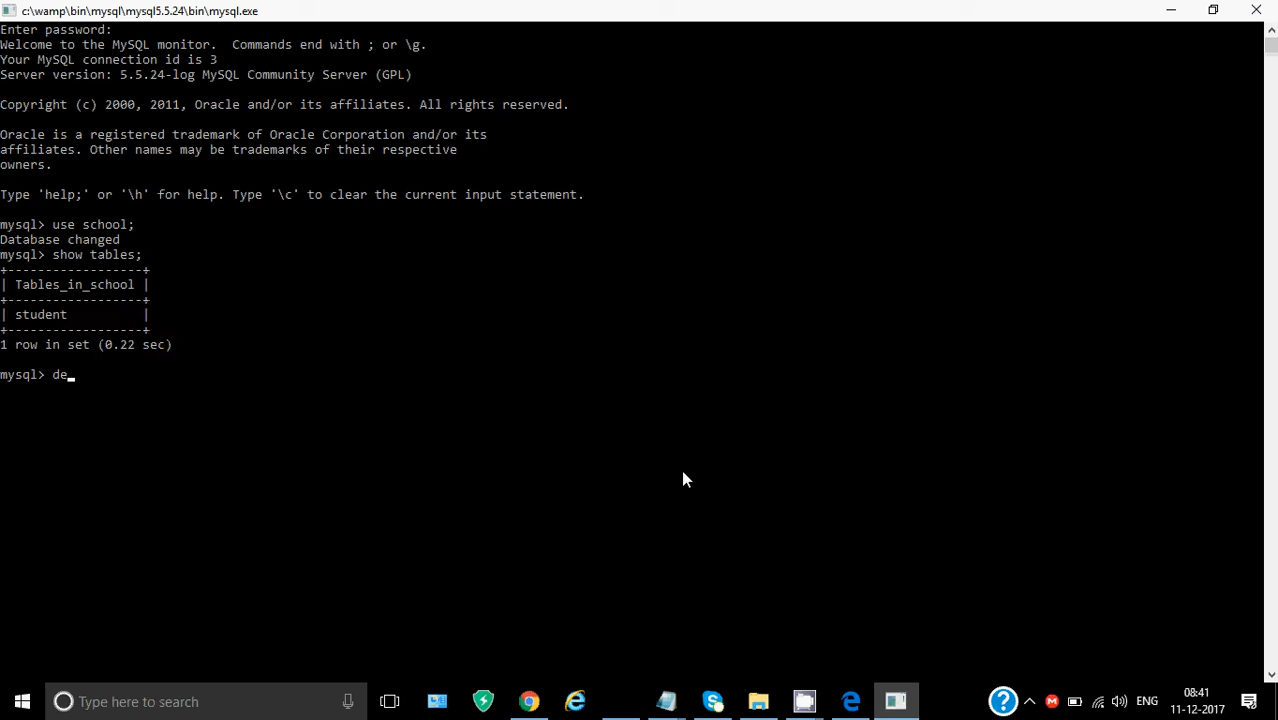 c:\wamp\bin\mysql\mysql5.5.24\bin\mysql.exe
Enter password:
Welcome to the MySQL monitor.  Commands end with ; or \g.
Your MySQL connection id is 3
Server version: 5.5.24-log MySQL Community Server (GPL)
Copyright (c) 2000, 2011, Oracle and/or its affiliates. All rights reserved.
Oracle is a registered trademark of Oracle Corporation and/or its
affiliates. Other names may be trademarks of their respective
owners.
Type 'help;' or '\h' for help. Type '\c' to clear the current input statement.
mysql> use school;
Database changed
mysql> show tables;
+------------------+
| Tables_in_school |
+------------------+
| student          |
+------------------+
1 row in set (0.22 sec)
mysql> de_
Type here to search
ENG
08:41
11-12-2017